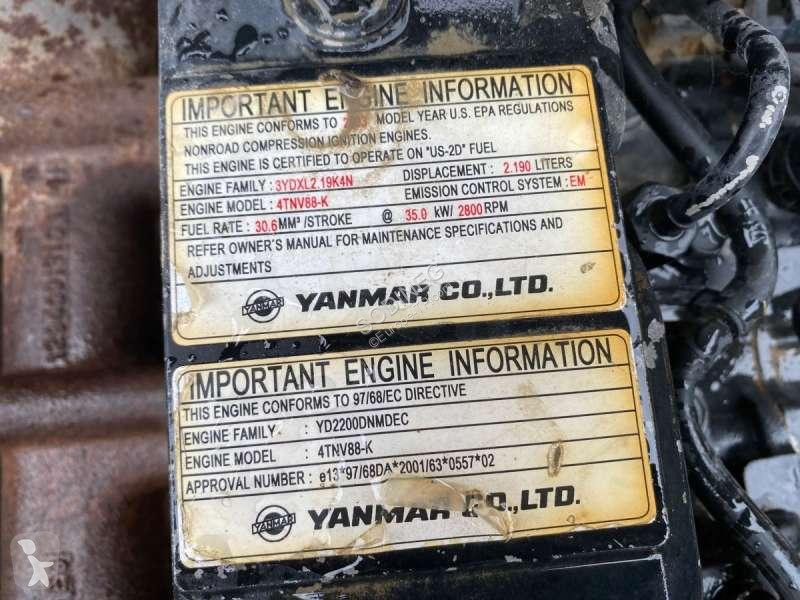 IMPORTANT ENGINE INFORMATION
THIS ENGINE CONFORMS TO MODEL YEAR U.S. EPA REGULATIONS
NONROAD COMPRESSION IGNITION ENGINES.
THIS ENGINE IS CERTIFIED TO OPERATE ON "US-2D" FUEL
ENGINE FAMILY : 3YDXL2.19K4N DISPLACEMENT : 2.190 LITERS
ENGINE MODEL : 4TNV88-K EMISSION CONTROL SYSTEM : EM
FUEL RATE : 30.6 MM³ /STROKE @ 35.0 kW/ 2800 RPM
REFER OWNER'S MANUAL FOR MAINTENANCE SPECIFICATIONS AND
ADJUSTMENTS
YANMAR YANMAR CO.,LTD.
IMPORTANT ENGINE INFORMATION
THIS ENGINE CONFORMS TO 97/68/EC DIRECTIVE
ENGINE FAMILY : YD2200DNMDEC
ENGINE MODEL : 4TNV88-K
APPROVAL NUMBER : e13*97/68DA*2001/63*0557*02
YANMAR YANMAR CO.,LTD.